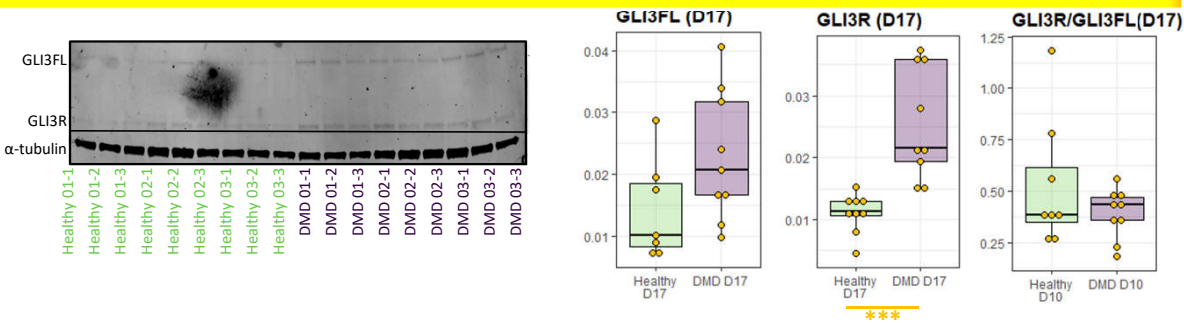 GLI3FL
GLI3R
α-tubulin
Healthy 01-1
Healthy 01-2
Healthy 01-3
Healthy 02-1
Healthy 02-2
Healthy 02-3
Healthy 03-1
Healthy 03-2
Healthy 03-3
DMD 01-1
DMD 01-2
DMD 01-3
DMD 02-1
DMD 02-2
DMD 02-3
DMD 03-1
DMD 03-2
DMD 03-3
GLI3FL (D17)
0.04
0.03
0.02
0.01
Healthy
D17
DMD D17
GLI3R (D17)
0.03
0.02
0.01
Healthy
D17
DMD D17
***
GLI3R/GLI3FL(D17)
1.25
1.00
0.75
0.50
0.25
Healthy
D10
DMD D10